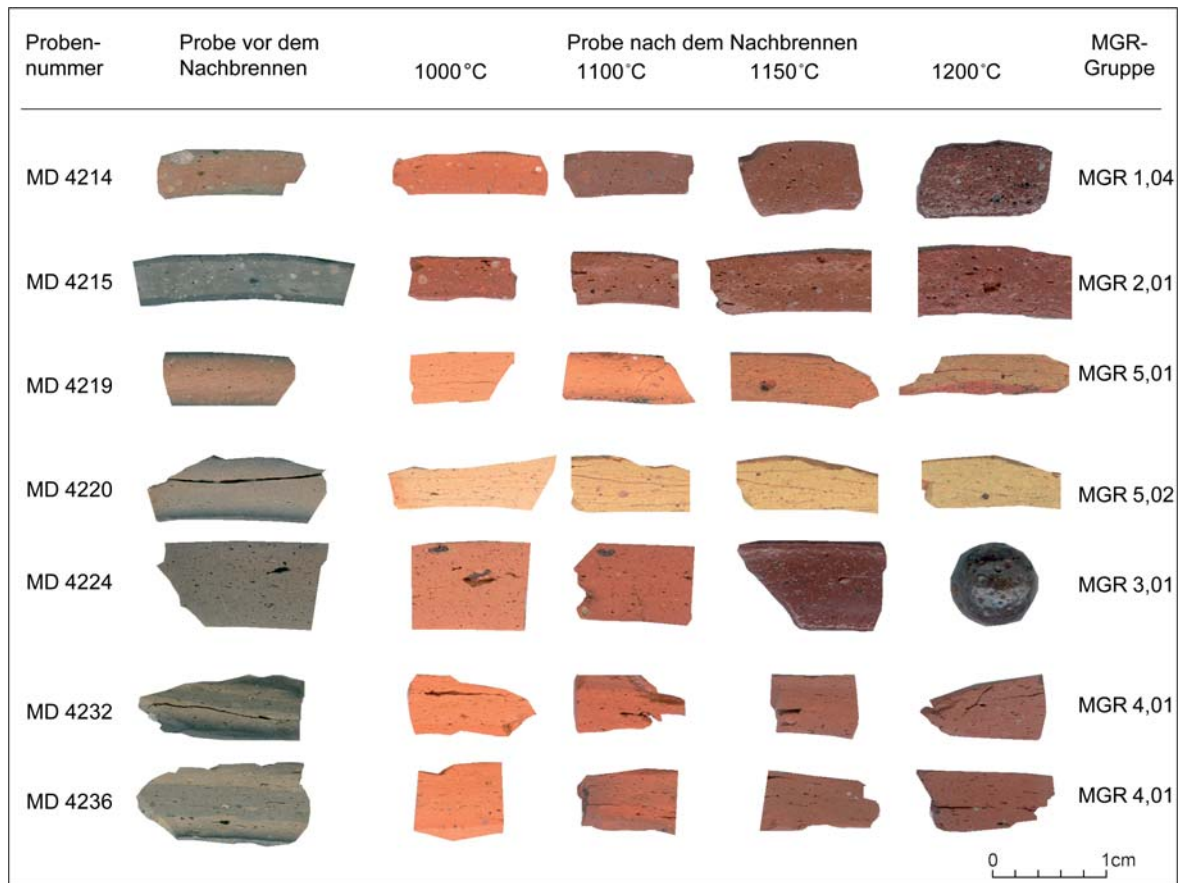 Proben-
nummer
Probe vor dem
Nachbrennen
Probe nach dem Nachbrennen
1000°C 1100°C 1150°C 1200°C
MGR-
Gruppe
MD 4214 MGR 1,04
MD 4215 MGR 2,01
MD 4219 MGR 5,01
MD 4220 MGR 5,02
MD 4224 MGR 3,01
MD 4232 MGR 4,01
MD 4236 MGR 4,01
0 1cm